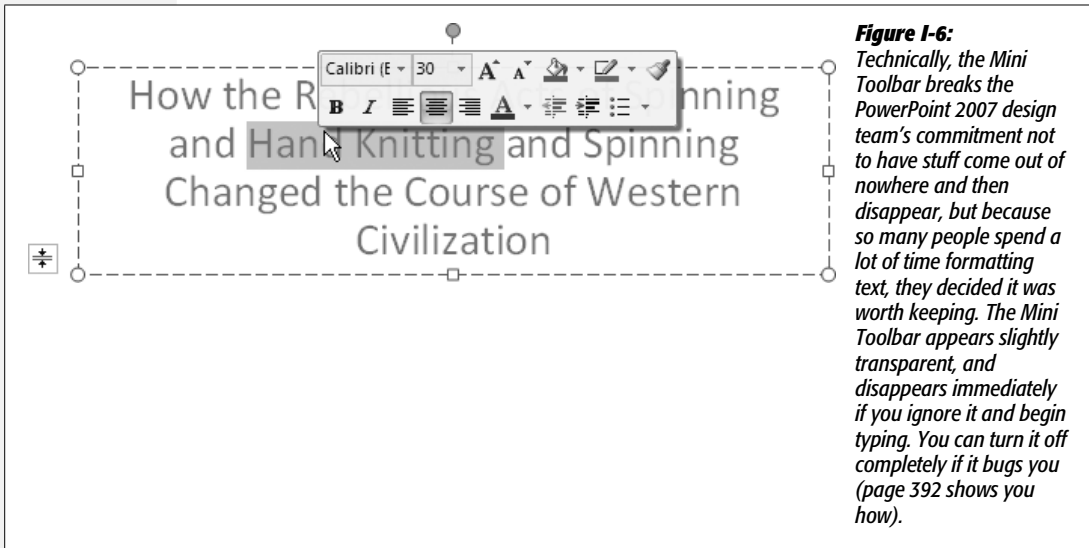 Calibri (E 30 A A
How the R nning
B I A
and Hand Knitting and Spinning
Changed the Course of Western
Civilization
Figure I-6:
Technically, the Mini
Toolbar breaks the
PowerPoint 2007 design
team's commitment not
to have stuff come out of
nowhere and then
disappear, but because
so many people spend a
lot of time formatting
text, they decided it was
worth keeping. The Mini
Toolbar appears slightly
transparent, and
disappears immediately
if you ignore it and begin
typing. You can turn it off
completely if it bugs you
(page 392 shows you
how).